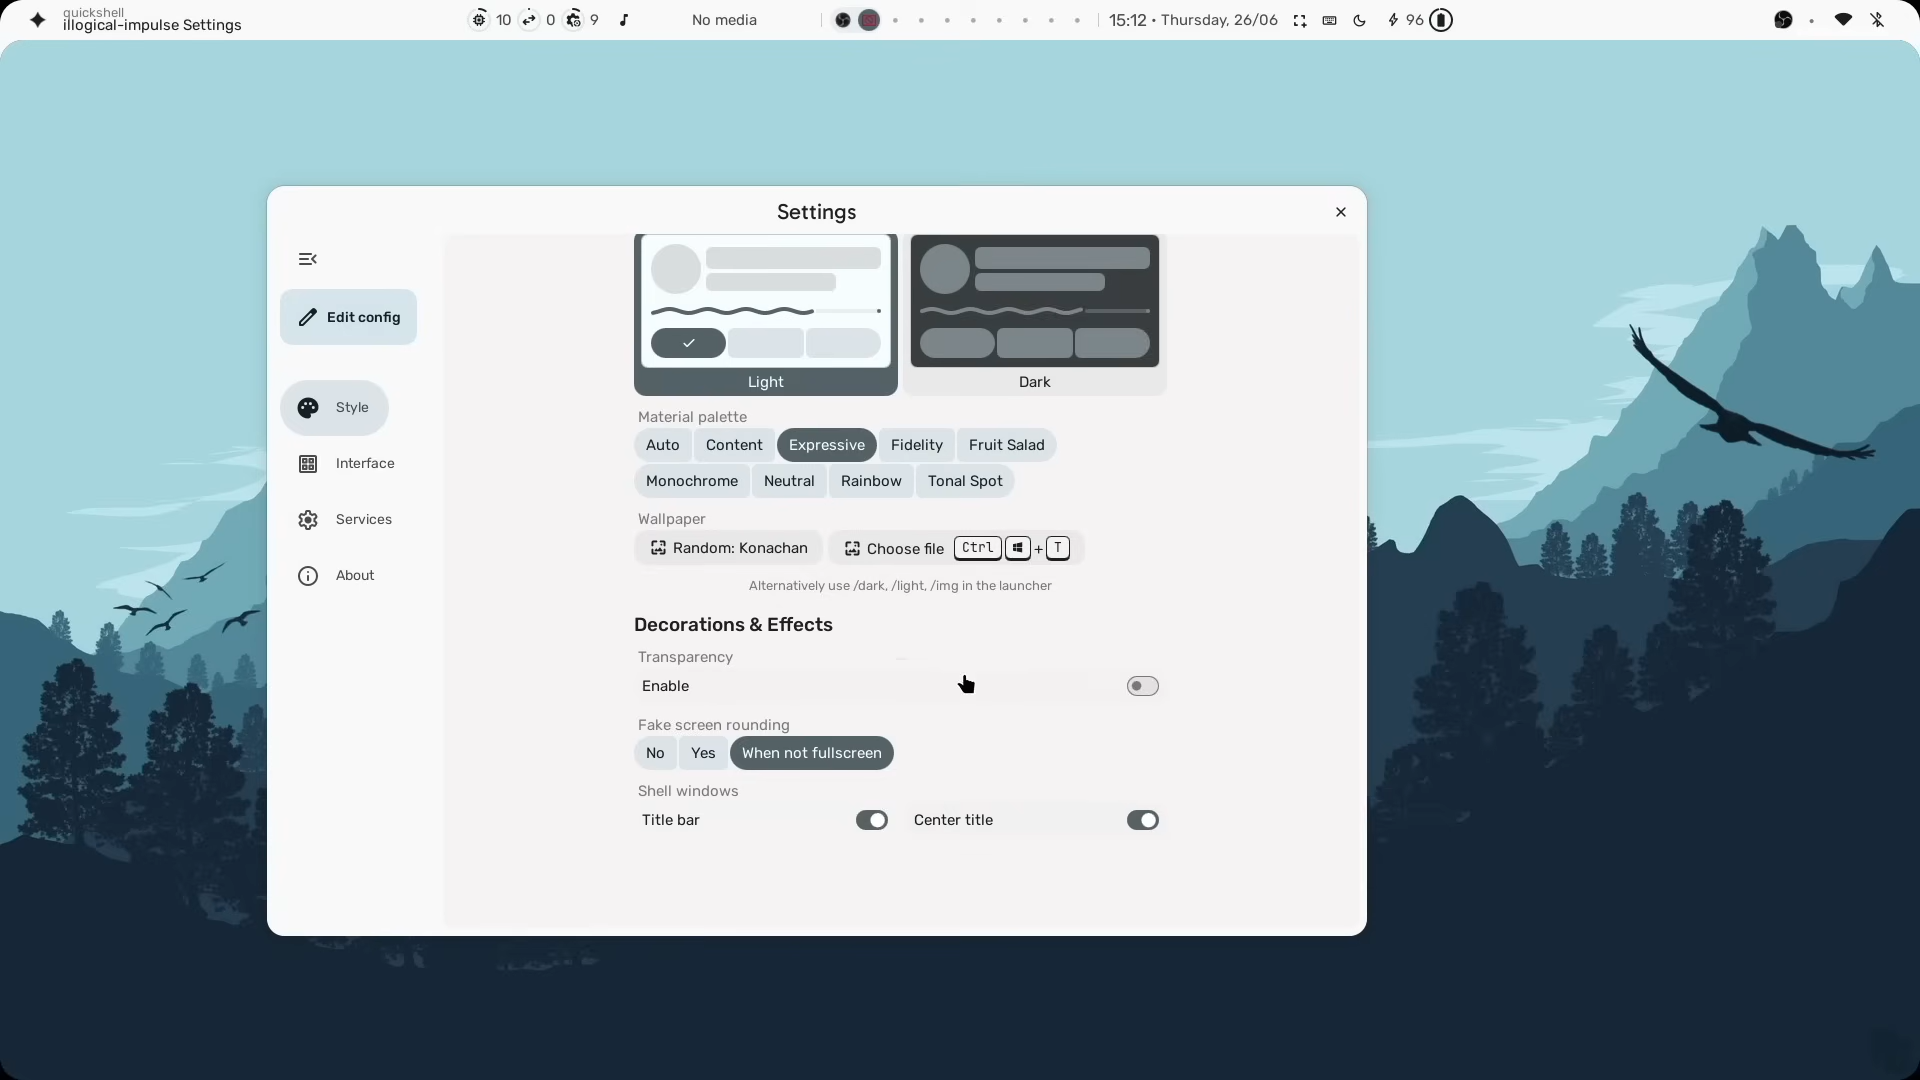 quickshell
illogical-impulse Settings
10 0 9 No media 15:12 • Thursday, 26/06 96
Settings
Edit config
Style
Interface
Services
About
Light Dark
Material palette
Auto Content Expressive Fidelity Fruit Salad
Monochrome Neutral Rainbow Tonal Spot
Wallpaper
Random: Konachan Choose file Ctrl + T
Alternatively use /dark, /light, /img in the launcher
Decorations & Effects
Transparency
Enable
Fake screen rounding
No Yes When not fullscreen
Shell windows
Title bar Center title